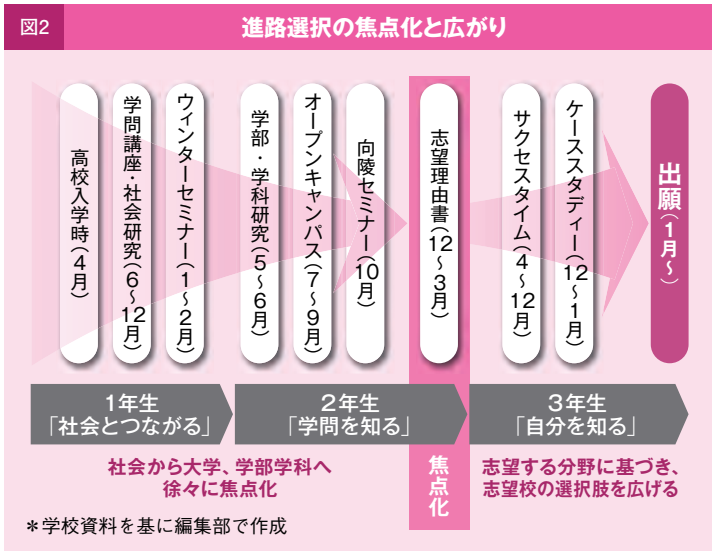 図2
進路選択の焦点化と広がり
高校入学時(4月)
学問講座・社会研究(6~12月)
ウィンターセミナー(1~2月)
学部・学科研究(5~6月)
オープンキャンパス(7~9月)
向陵セミナー(10月)
志望理由書(12~3月)
サクセスタイム(4~12月)
ケーススタディー(12~1月)
出願(1月~)
1年生
「社会とつながる」
2年生
「学問を知る」
3年生
「自分を知る」
社会から大学、学部学科へ
徐々に焦点化
焦点化
志望する分野に基づき、
志望校の選択肢を広げる
*学校資料を基に編集部で作成